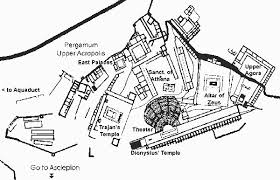 Pergamum
Upper Acropolis
East Palaces
Sanct. of
Athena
Upper
Agora
< to Aquaduct
Altar of
Zeus
Trajan's
Temple
Theater
Dionysius' Temple
Go to Asclepion